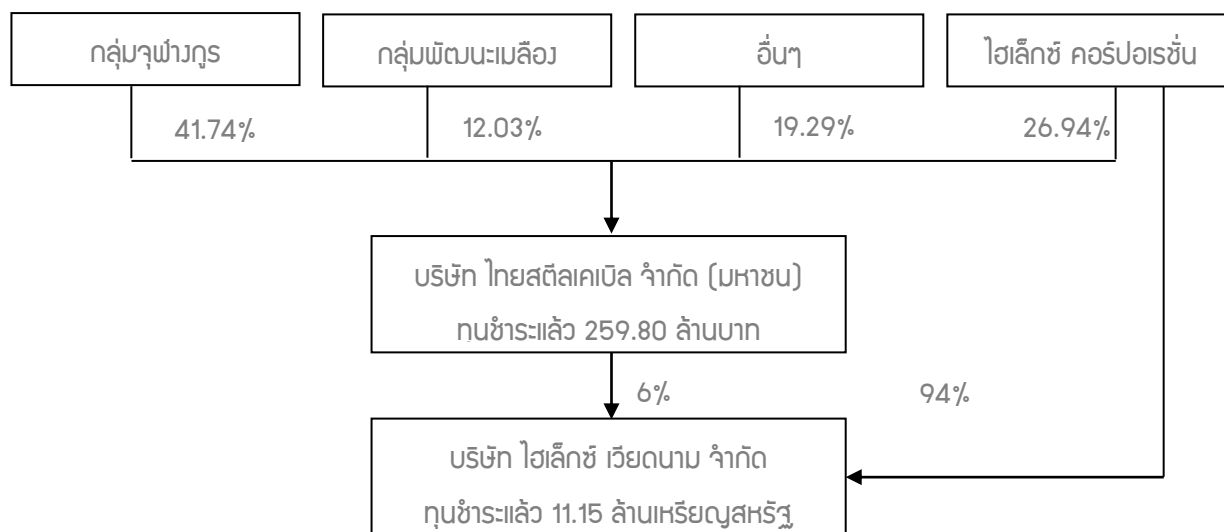 กลุ่มจุฬางกูร
กลุ่มพัฒนะเมลือง
อื่นๆ
ไฮเล็กซ์ คอร์ปอเรชั่น
41.74%
12.03%
19.29%
26.94%
บริษัท ไทยสตีลเคเบิล จำกัด (มหาชน)
ทุนชำระแล้ว 259.80 ล้านบาท
6%
94%
บริษัท ไฮเล็กซ์ เวียดนาม จำกัด
ทุนชำระแล้ว 11.15 ล้านเหรียญสหรัฐ